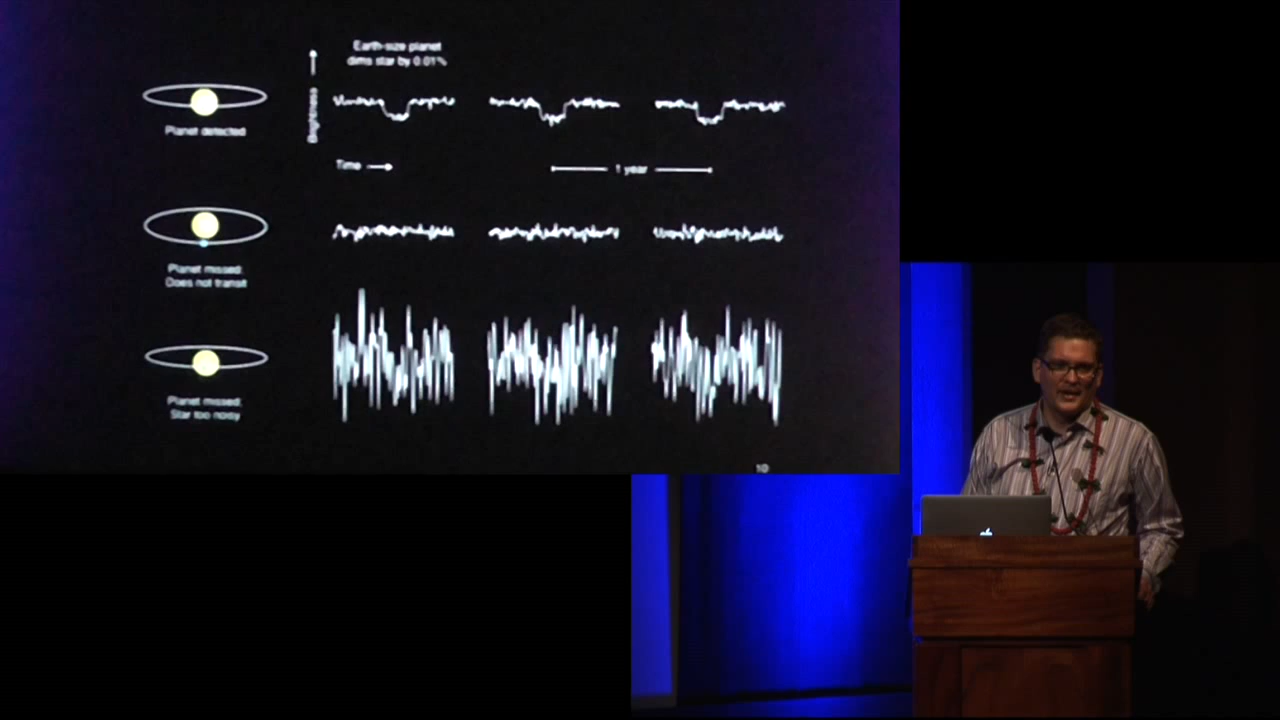 Earth-size planet
dims star by 0.01%
Brightness
Planet detected
Time
1 year
Planet missed:
Does not transit
Planet missed:
Star too noisy
10